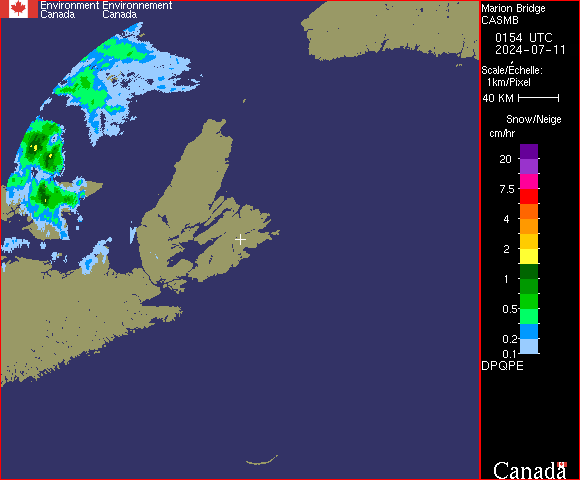 Environment Environnement
Canada Canada
Marion Bridge
CASMB
0154 UTC
2024-07-11
Scale/Echelle:
1km/Pixel
40 KM
Snow/Neige
cm/hr
20
7.5
4
2
1
0.5
0.2
0.1
DPQPE
Canada